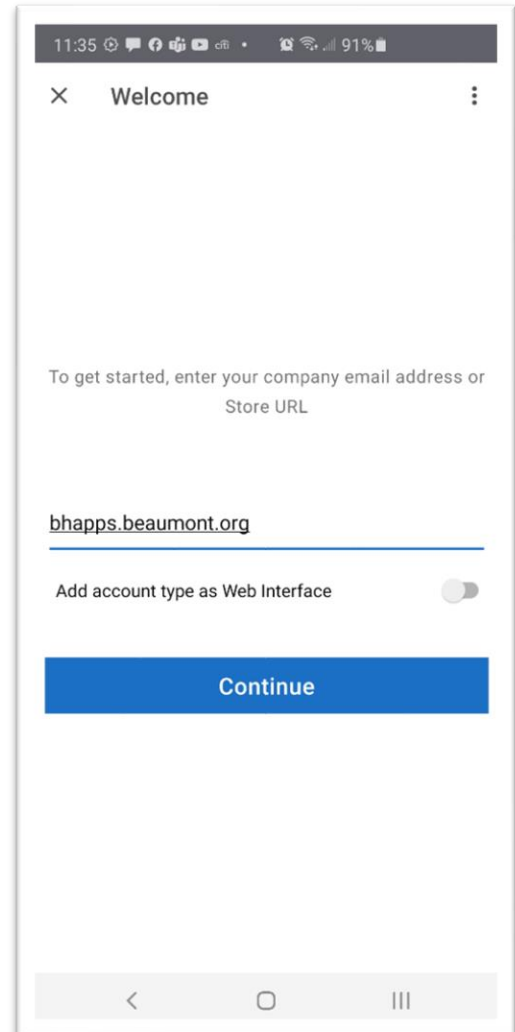 11:35 citi 91%
Welcome
To get started, enter your company email address or
Store URL
bhapps.beaumont.org
Add account type as Web Interface
Continue